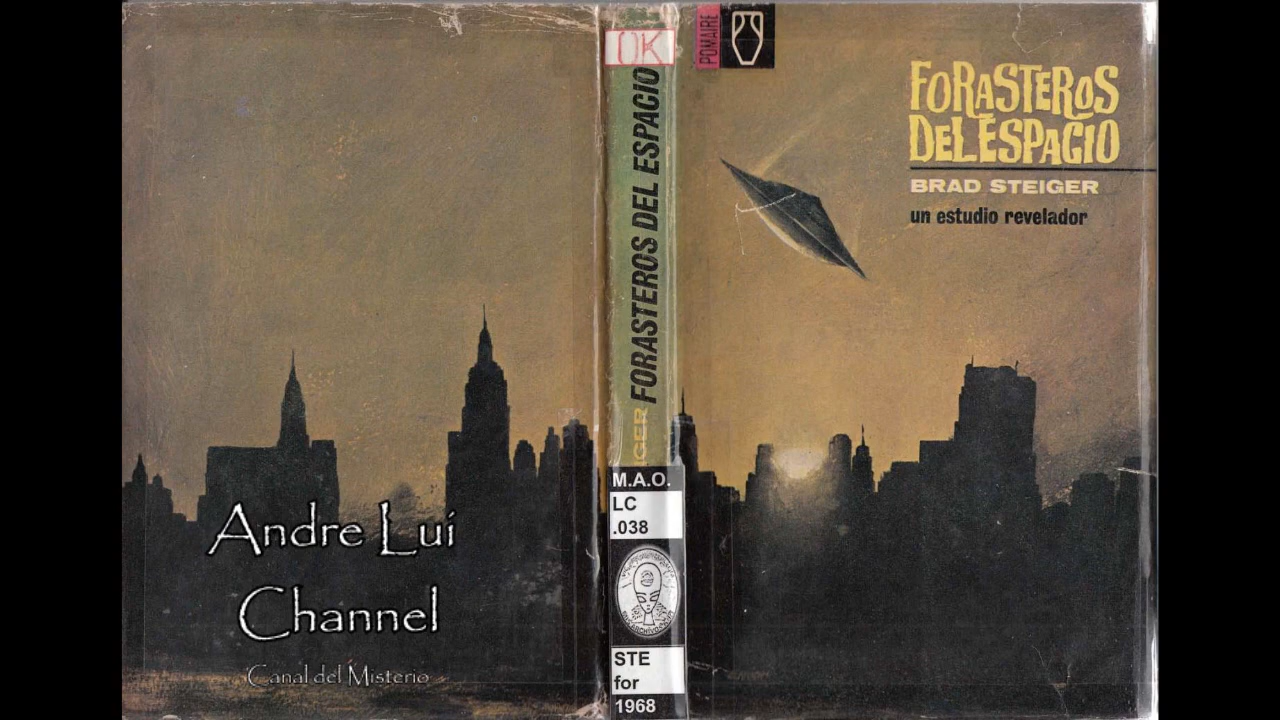 Andre Lui
Channel
Canal del Misterio
OK
FORASTEROS DEL ESPACIO
M.A.O.
LC
.038
STE
for
1968
POMAIRE
FORASTEROS
DEL ESPACIO
BRAD STEIGER
un estudio revelador